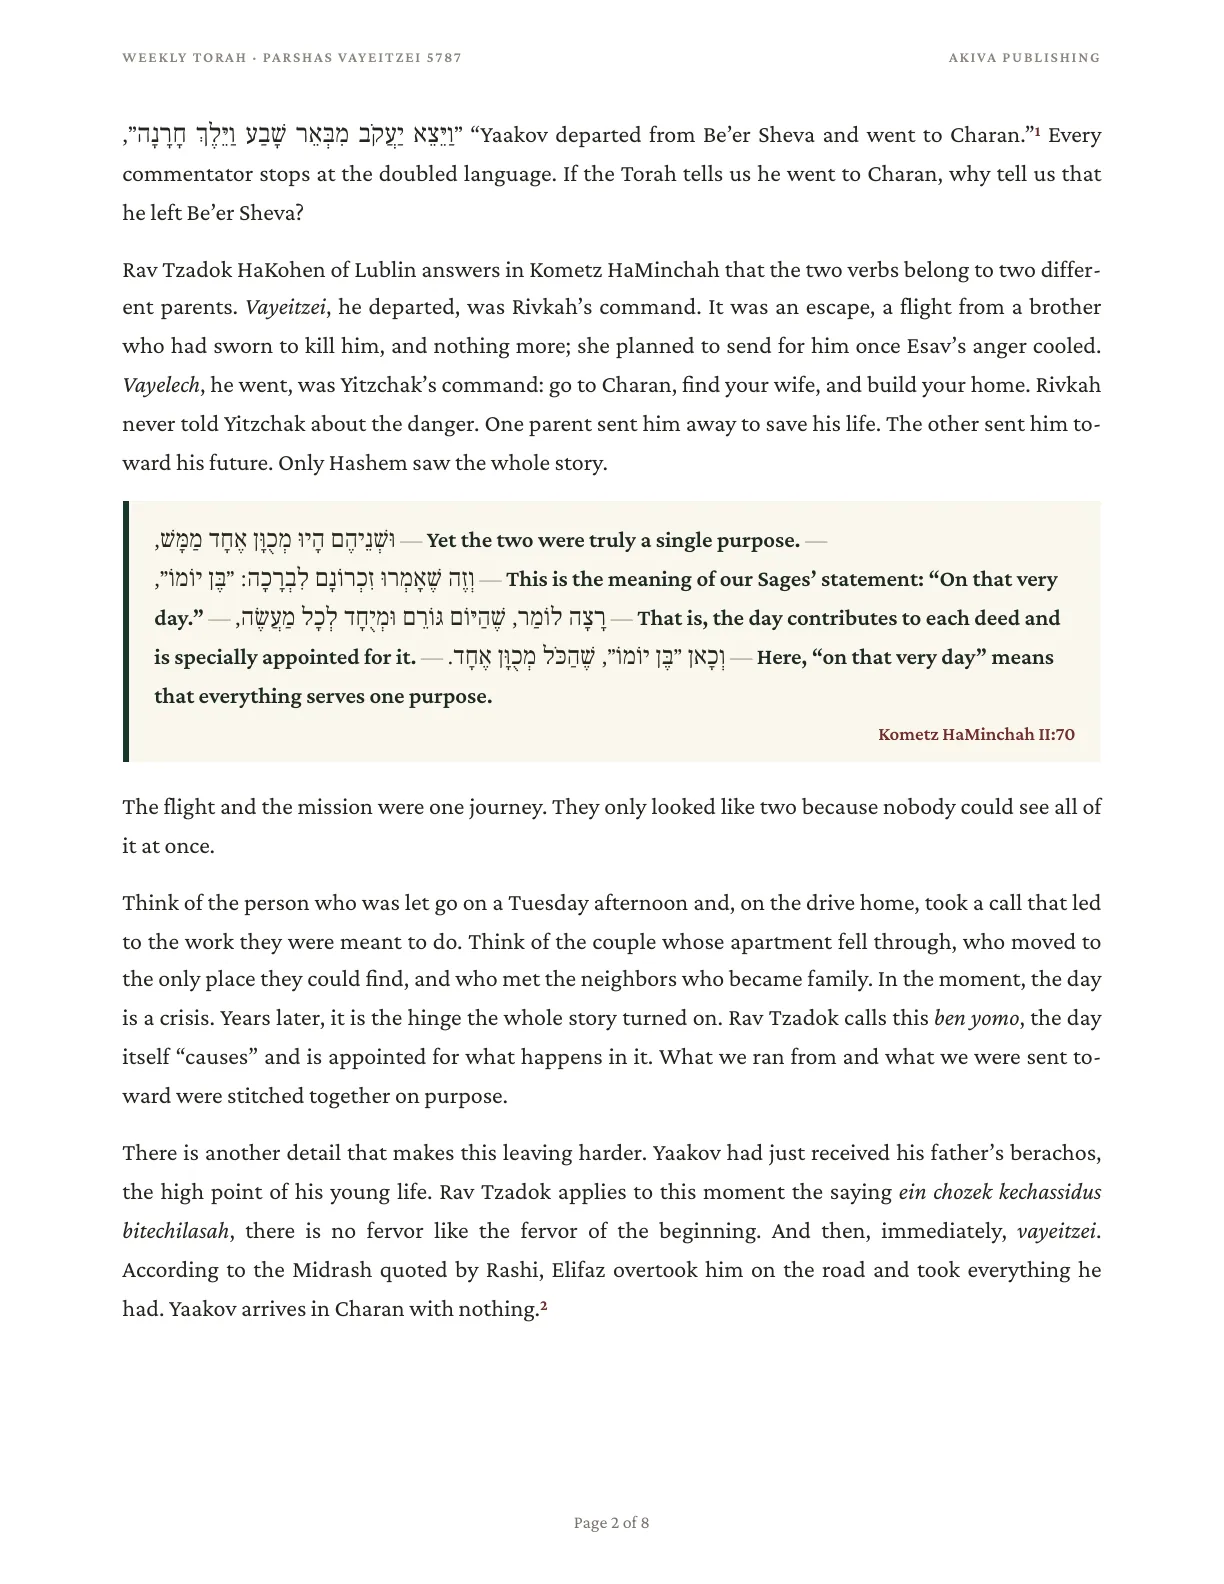 WEEKLY TORAH · PARSHAS VAYEITZEI 5787
AKIVA PUBLISHING
”וַיֵּצֵא יַעֲקֹב מִבְּאֵר שָׁבַע וַיֵּלֶךְ חָרָנָה”, “Yaakov departed from Be’er Sheva and went to Charan.”¹ Every
commentator stops at the doubled language. If the Torah tells us he went to Charan, why tell us that
he left Be’er Sheva?
Rav Tzadok HaKohen of Lublin answers in Kometz HaMinchah that the two verbs belong to two differ-
ent parents. Vayeitzei, he departed, was Rivkah’s command. It was an escape, a flight from a brother
who had sworn to kill him, and nothing more; she planned to send for him once Esav’s anger cooled.
Vayelech, he went, was Yitzchak’s command: go to Charan, find your wife, and build your home. Rivkah
never told Yitzchak about the danger. One parent sent him away to save his life. The other sent him to-
ward his future. Only Hashem saw the whole story.
וּשְׁנֵיהֶם הָיוּ מְכֻוָּן אֶחָד מַמָּשׁ, — Yet the two were truly a single purpose. —
וְזֶה שֶׁאָמְרוּ זִכְרוֹנָם לִבְרָכָה: ”בֶּן יוֹמוֹ”, — This is the meaning of our Sages’ statement: “On that very
day.” — רָצָה לוֹמַר, שֶׁהַיּוֹם גּוֹרֵם וּמְיֻחָד לְכָל מַעֲשֶׂה, — That is, the day contributes to each deed and
is specially appointed for it. — וְכָאן ”בֶּן יוֹמוֹ”, שֶׁהַכֹּל מְכֻוָּן אֶחָד. — Here, “on that very day” means
that everything serves one purpose.
Kometz HaMinchah II:70
The flight and the mission were one journey. They only looked like two because nobody could see all of
it at once.
Think of the person who was let go on a Tuesday afternoon and, on the drive home, took a call that led
to the work they were meant to do. Think of the couple whose apartment fell through, who moved to
the only place they could find, and who met the neighbors who became family. In the moment, the day
is a crisis. Years later, it is the hinge the whole story turned on. Rav Tzadok calls this ben yomo, the day
itself “causes” and is appointed for what happens in it. What we ran from and what we were sent to-
ward were stitched together on purpose.
There is another detail that makes this leaving harder. Yaakov had just received his father’s berachos,
the high point of his young life. Rav Tzadok applies to this moment the saying ein chozek kechassidus
bitechilasah, there is no fervor like the fervor of the beginning. And then, immediately, vayeitzei.
According to the Midrash quoted by Rashi, Elifaz overtook him on the road and took everything he
had. Yaakov arrives in Charan with nothing.²
Page 2 of 8